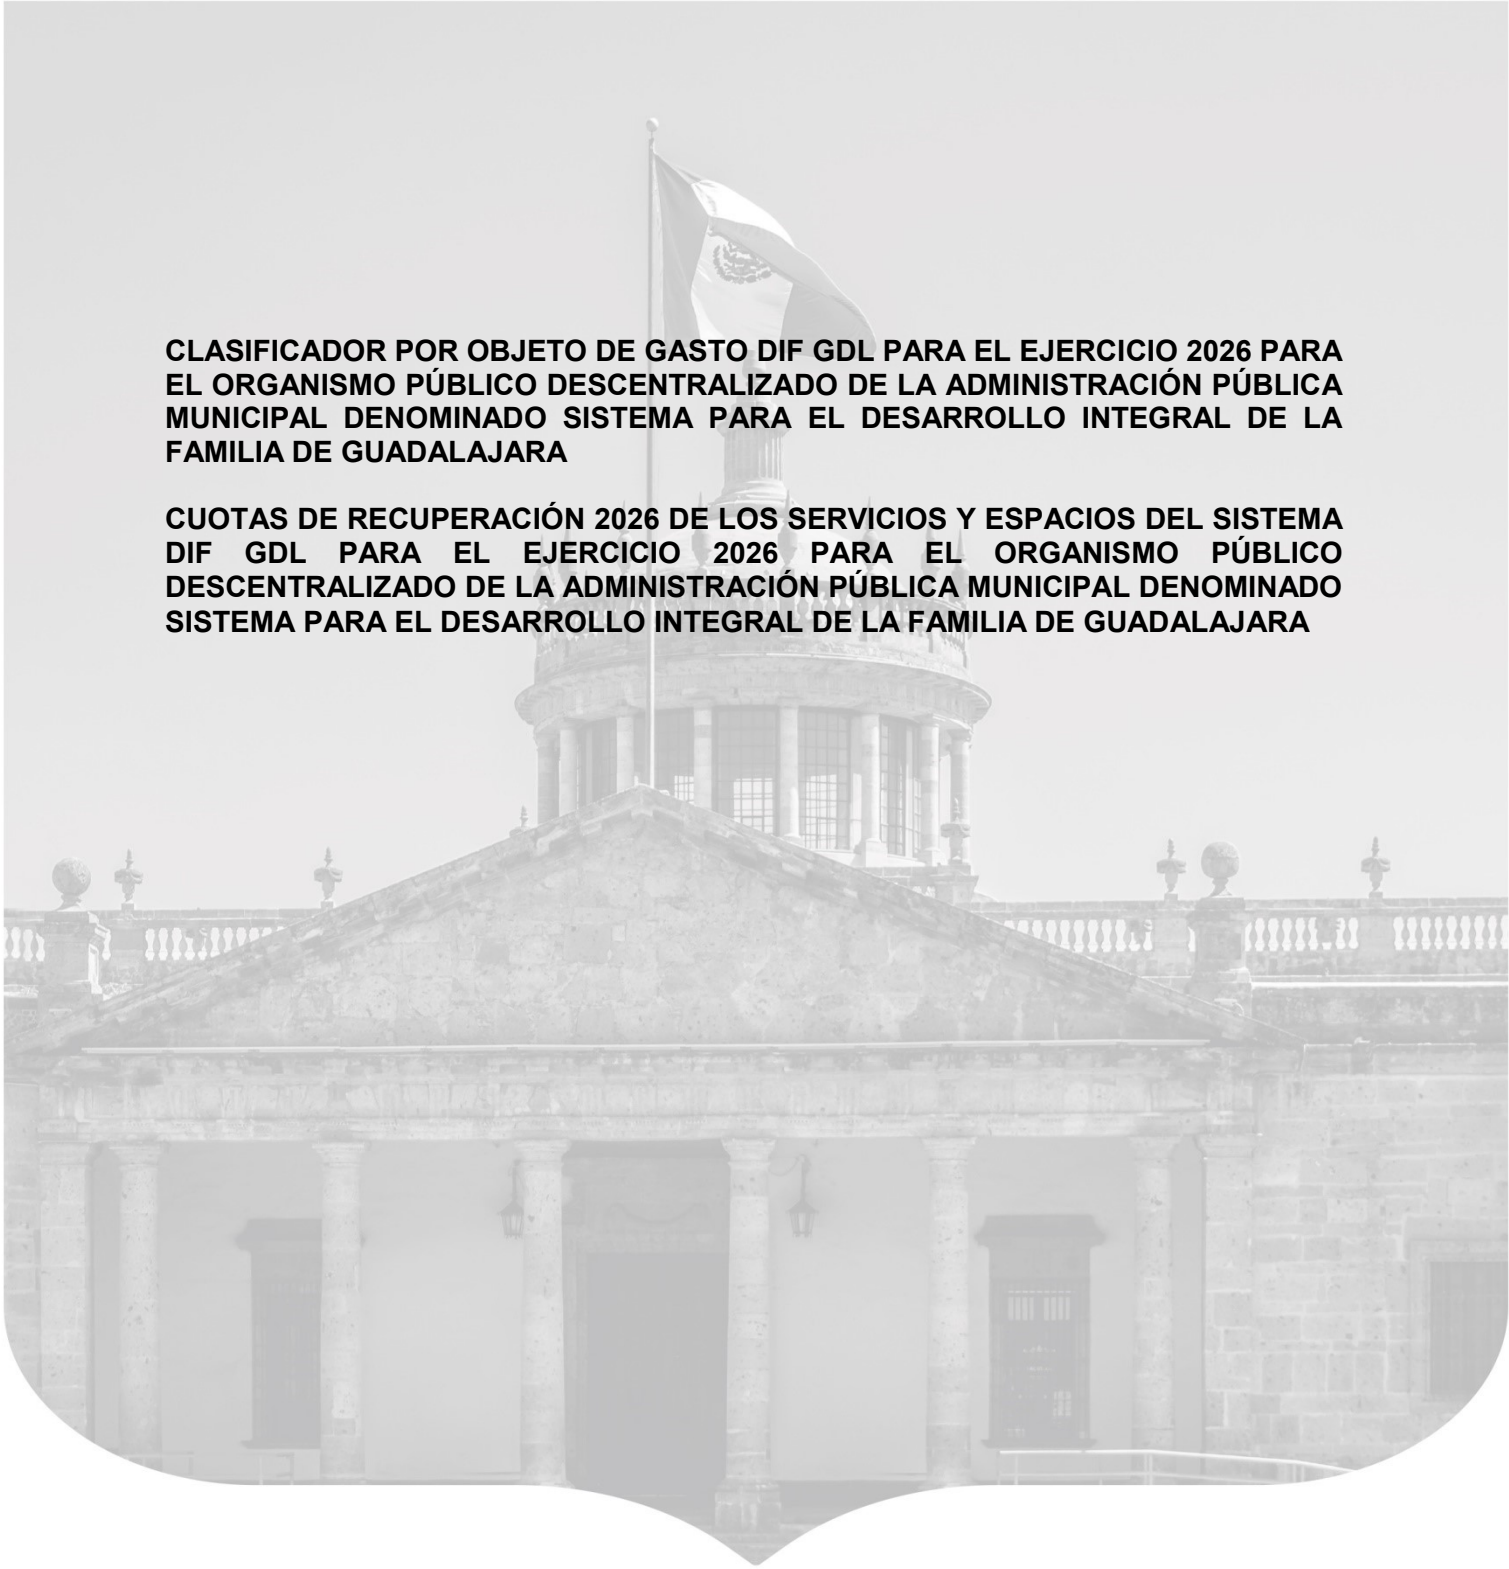 CLASIFICADOR POR OBJETO DE GASTO DIF GDL PARA EL EJERCICIO 2026 PARA
EL ORGANISMO PÚBLICO DESCENTRALIZADO DE LA ADMINISTRACIÓN PÚBLICA
MUNICIPAL DENOMINADO SISTEMA PARA EL DESARROLLO INTEGRAL DE LA
FAMILIA DE GUADALAJARA
CUOTAS DE RECUPERACIÓN 2026 DE LOS SERVICIOS Y ESPACIOS DEL SISTEMA
DIF GDL PARA EL EJERCICIO 2026 PARA EL ORGANISMO PÚBLICO
DESCENTRALIZADO DE LA ADMINISTRACIÓN PÚBLICA MUNICIPAL DENOMINADO
SISTEMA PARA EL DESARROLLO INTEGRAL DE LA FAMILIA DE GUADALAJARA